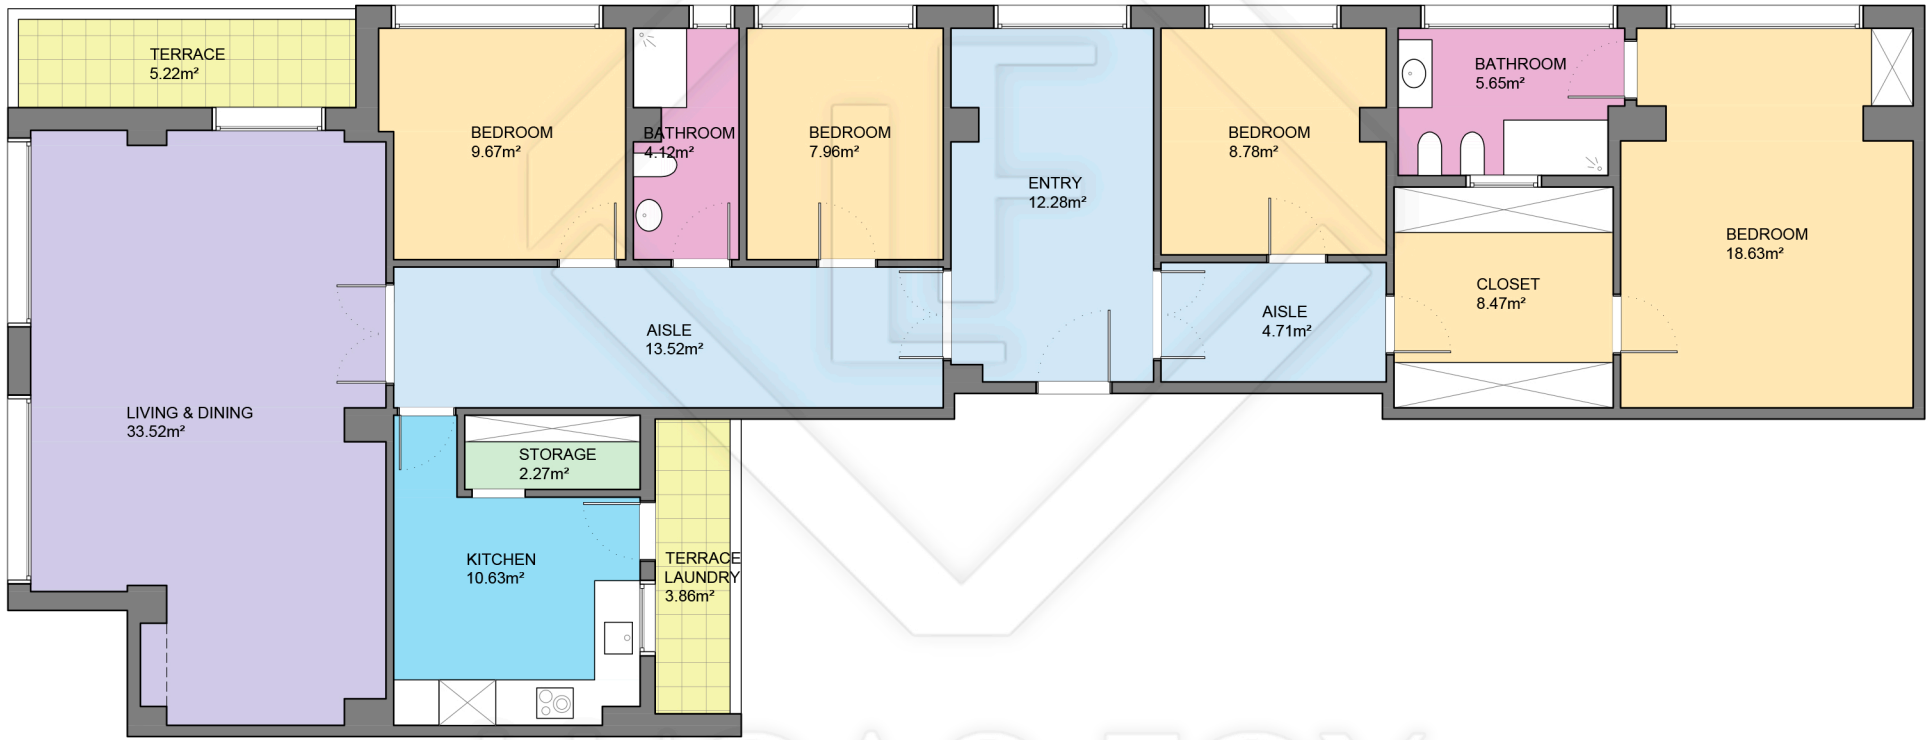 TERRACE
5.22m²
BEDROOM
9.67m²
BATHROOM
4.12m²
BEDROOM
7.96m²
ENTRY
12.28m²
BEDROOM
8.78m²
BATHROOM
5.65m²
BEDROOM
18.63m²
CLOSET
8.47m²
AISLE
4.71m²
AISLE
13.52m²
LIVING & DINING
33.52m²
STORAGE
2.27m²
KITCHEN
10.63m²
TERRACE
LAUNDRY
3.86m²